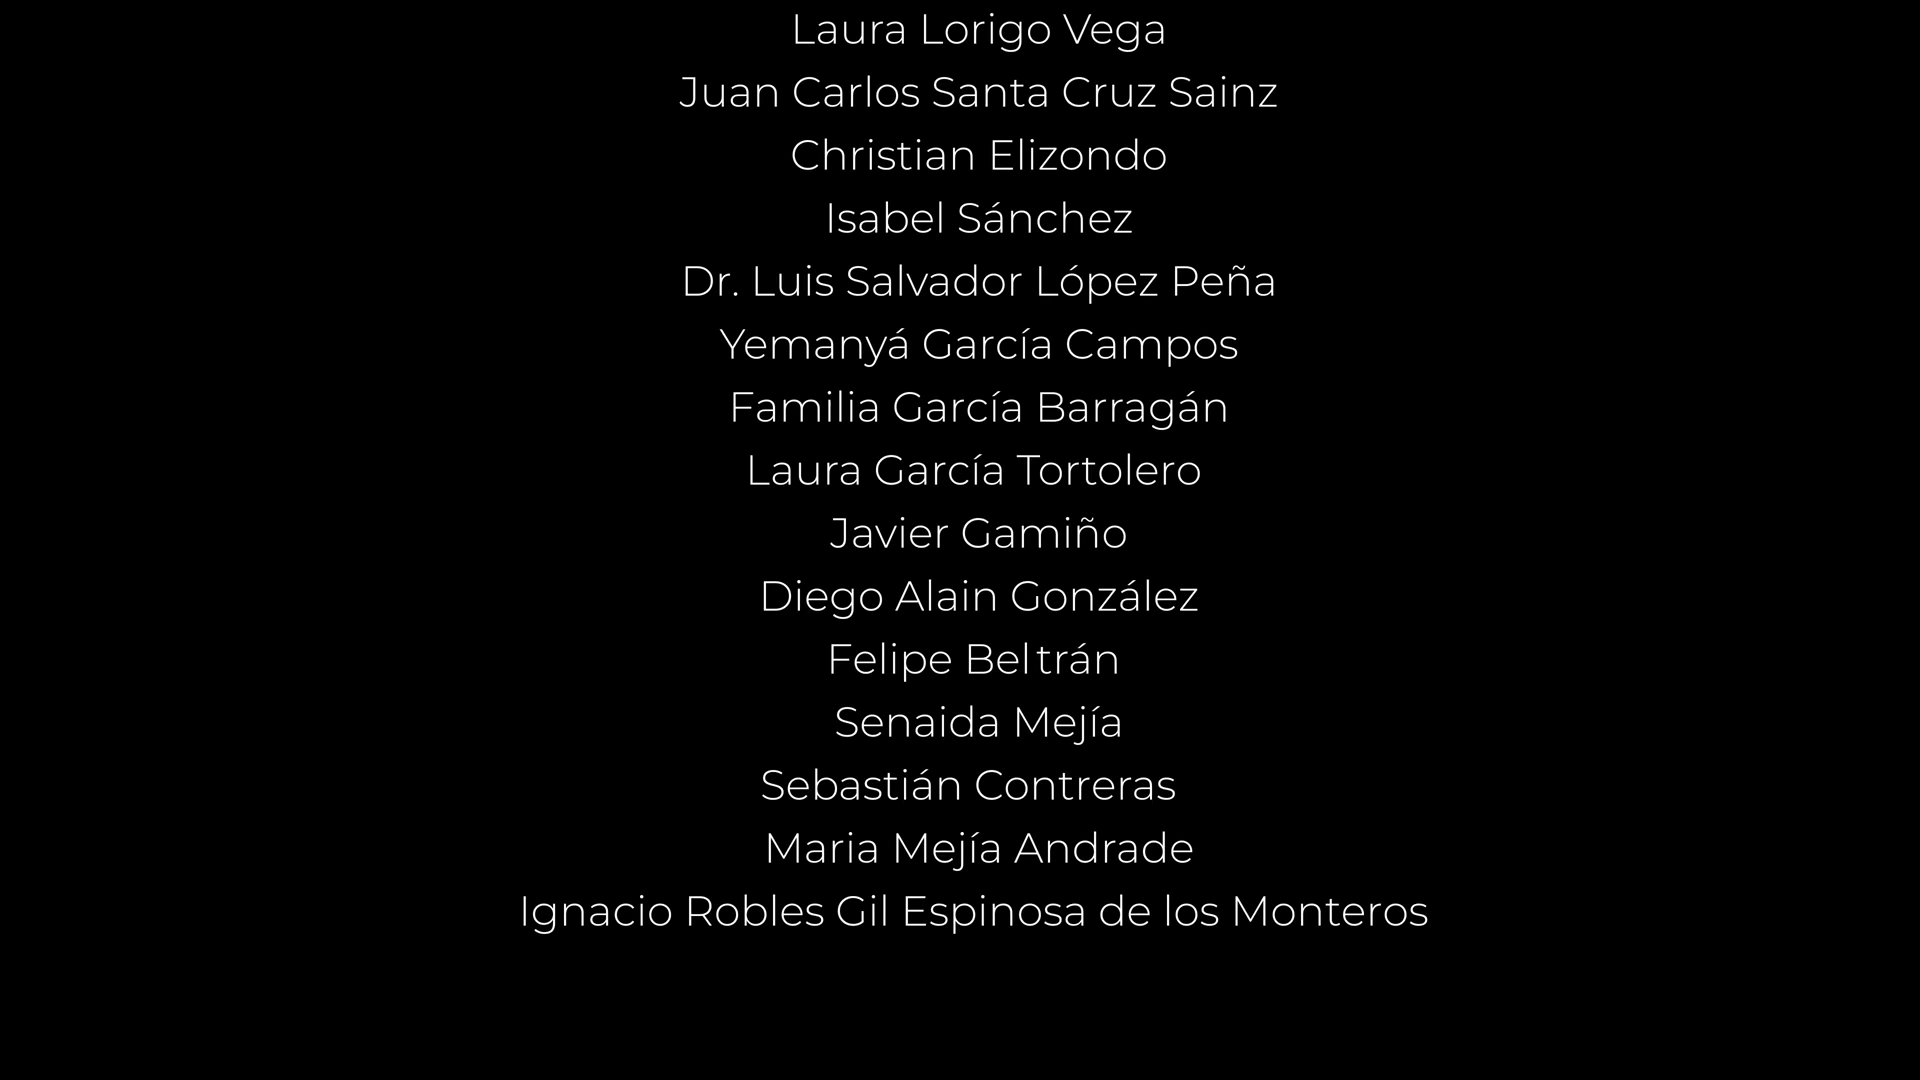 Laura Lorigo Vega
Juan Carlos Santa Cruz Sainz
Christian Elizondo
Isabel Sánchez
Dr. Luis Salvador López Peña
Yemanyá García Campos
Familia García Barragán
Laura García Tortolero
Javier Gamiño
Diego Alain González
Felipe Beltrán
Senaida Mejía
Sebastián Contreras
Maria Mejía Andrade
Ignacio Robles Gil Espinosa de los Monteros